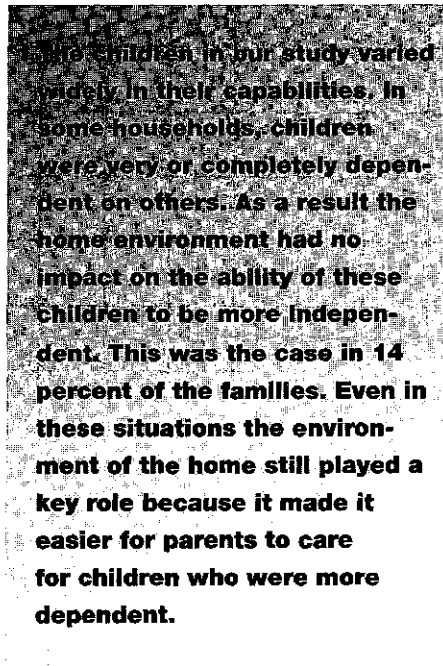 The children in our study varied
widely in their capabilities. In
some households, children
were very or completely depen-
dent on others. As a result the
home environment had no
impact on the ability of these
children to be more indepen-
dent. This was the case in 14
percent of the families. Even in
these situations the environ-
ment of the home still played a
key role because it made it
easier for parents to care
for children who were more
dependent.